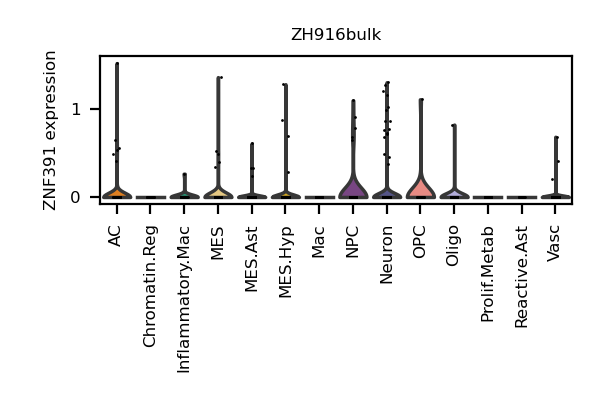 ZH916bulk
ZNF391 expression
1
0
AC
Chromatin.Reg
Inflammatory.Mac
MES
MES.Ast
MES.Hyp
Mac
NPC
Neuron
OPC
Oligo
Prolif.Metab
Reactive.Ast
Vasc